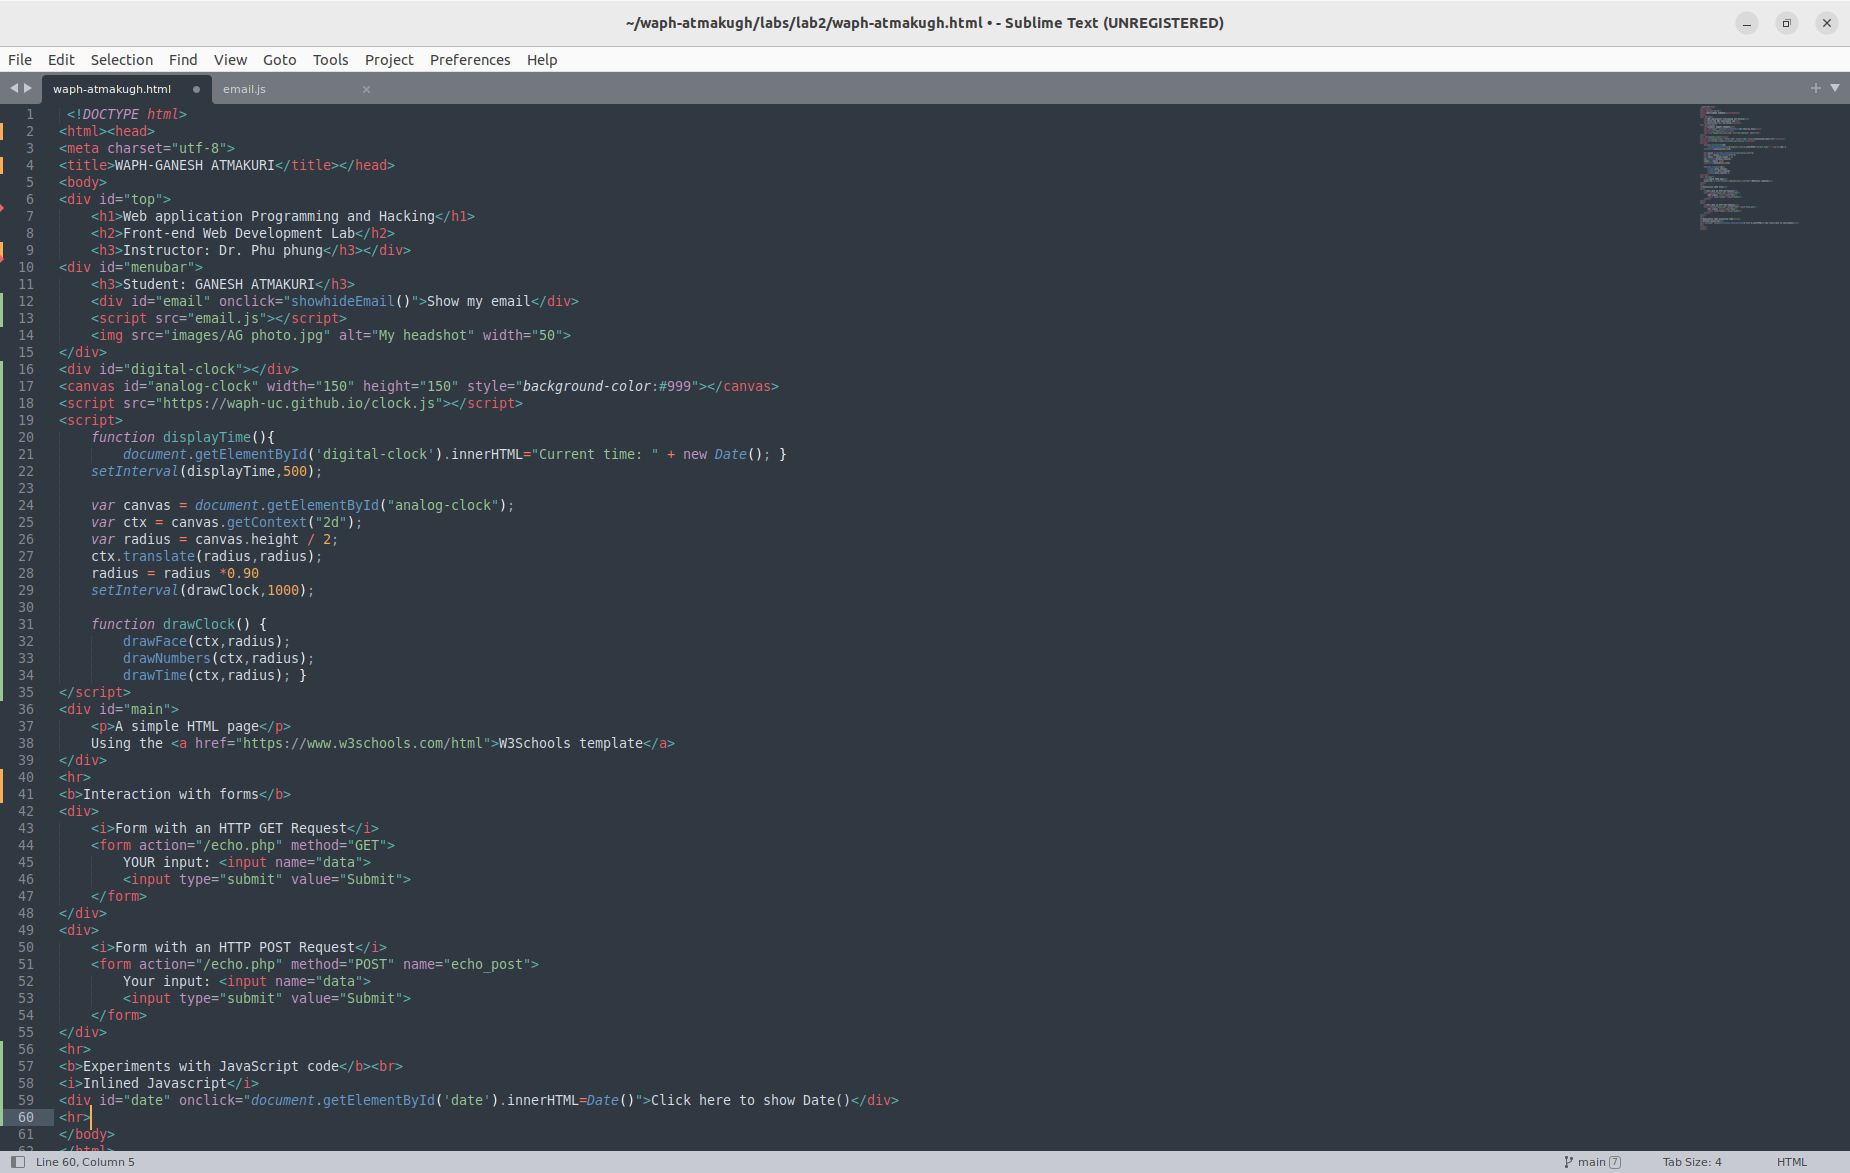 ~/waph-atmakugh/labs/lab2/waph-atmakugh.html • - Sublime Text (UNREGISTERED)
File Edit Selection Find View Goto Tools Project Preferences Help
waph-atmakugh.html email.js
1 <!DOCTYPE html>
2 <html><head>
3 <meta charset="utf-8">
4 <title>WAPH-GANESH ATMAKURI</title></head>
5 <body>
6 <div id="top">
7     <h1>Web application Programming and Hacking</h1>
8     <h2>Front-end Web Development Lab</h2>
9     <h3>Instructor: Dr. Phu phung</h3></div>
10 <div id="menubar">
11     <h3>Student: GANESH ATMAKURI</h3>
12     <div id="email" onclick="showhideEmail()">Show my email</div>
13     <script src="email.js"></script>
14     <img src="images/AG photo.jpg" alt="My headshot" width="50">
15 </div>
16 <div id="digital-clock"></div>
17 <canvas id="analog-clock" width="150" height="150" style="background-color:#999"></canvas>
18 <script src="https://waph-uc.github.io/clock.js"></script>
19 <script>
20     function displayTime(){
21         document.getElementById('digital-clock').innerHTML="Current time: " + new Date(); }
22     setInterval(displayTime,500);
23
24     var canvas = document.getElementById("analog-clock");
25     var ctx = canvas.getContext("2d");
26     var radius = canvas.height / 2;
27     ctx.translate(radius,radius);
28     radius = radius *0.90
29     setInterval(drawClock,1000);
30
31     function drawClock() {
32         drawFace(ctx,radius);
33         drawNumbers(ctx,radius);
34         drawTime(ctx,radius); }
35 </script>
36 <div id="main">
37     <p>A simple HTML page</p>
38     Using the <a href="https://www.w3schools.com/html">W3Schools template</a>
39 </div>
40 <hr>
41 <b>Interaction with forms</b>
42 <div>
43     <i>Form with an HTTP GET Request</i>
44     <form action="/echo.php" method="GET">
45         YOUR input: <input name="data">
46         <input type="submit" value="Submit">
47     </form>
48 </div>
49 <div>
50     <i>Form with an HTTP POST Request</i>
51     <form action="/echo.php" method="POST" name="echo_post">
52         Your input: <input name="data">
53         <input type="submit" value="Submit">
54     </form>
55 </div>
56 <hr>
57 <b>Experiments with JavaScript code</b><br>
58 <i>Inlined Javascript</i>
59 <div id="date" onclick="document.getElementById('date').innerHTML=Date()">Click here to show Date()</div>
60 <hr>
61 </body>
62 </html>
Line 60, Column 5 main 7 Tab Size: 4 HTML